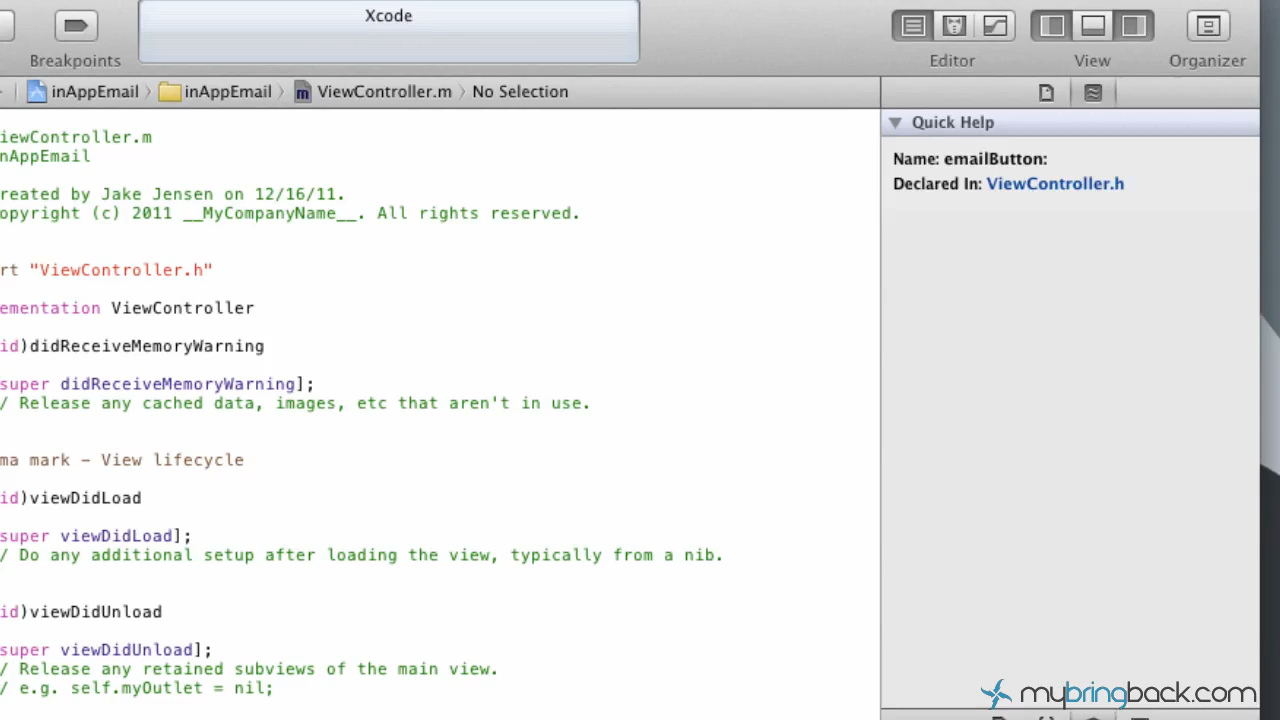 Xcode
Breakpoints
Editor
View
Organizer
inAppEmail
inAppEmail
ViewController.m
No Selection
iewController.m
nAppEmail
reated by Jake Jensen on 12/16/11.
opyright (c) 2011 __MyCompanyName__. All rights reserved.
rt "ViewController.h"
ementation ViewController
id)didReceiveMemoryWarning
super didReceiveMemoryWarning];
/ Release any cached data, images, etc that aren't in use.
ma mark - View lifecycle
id)viewDidLoad
super viewDidLoad];
/ Do any additional setup after loading the view, typically from a nib.
id)viewDidUnload
super viewDidUnload];
/ Release any retained subviews of the main view.
/ e.g. self.myOutlet = nil;
Quick Help
Name: emailButton:
Declared In: ViewController.h
mybringback.com